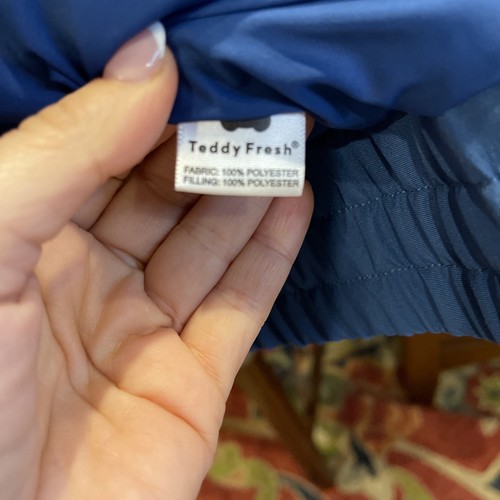 Teddy Fresh®
FABRIC: 100% POLYESTER
FILLING: 100% POLYESTER